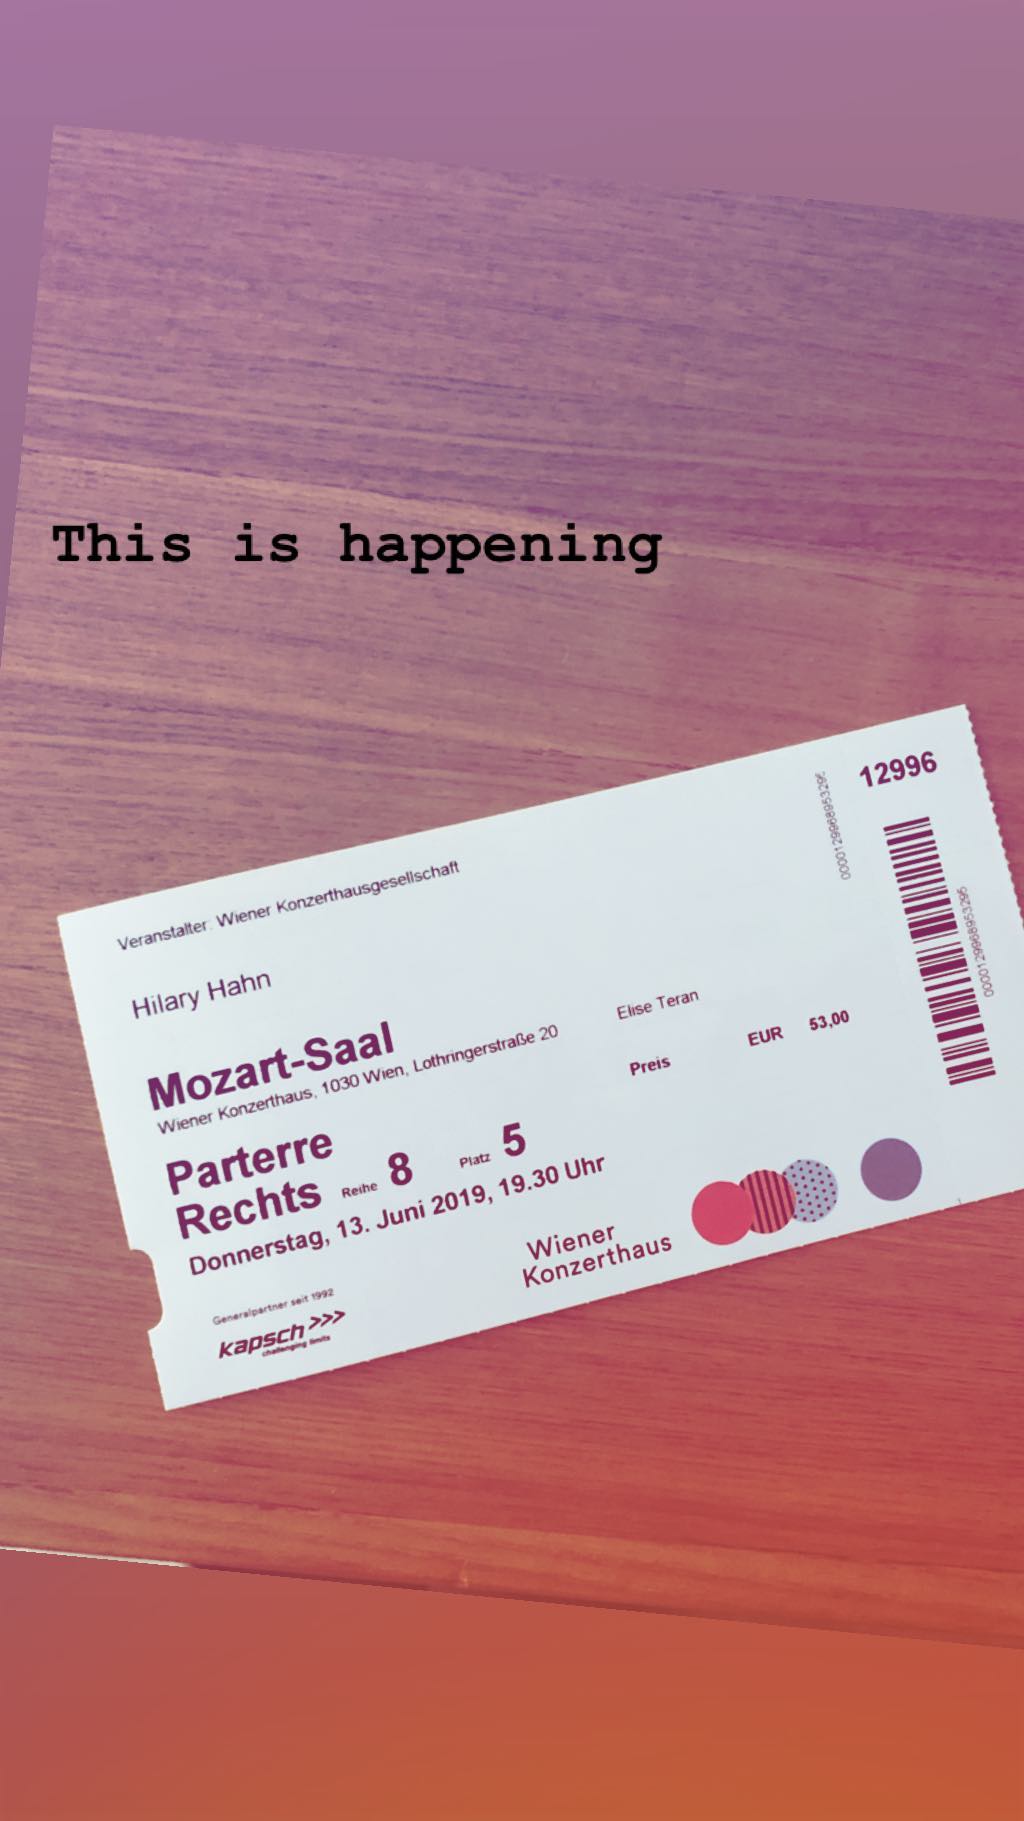 This is happening
12996
0000129968953295
0000129968953295
Veranstalter: Wiener Konzerthausgesellschaft
Hilary Hahn
Mozart-Saal
Wiener Konzerthaus, 1030 Wien, Lothringerstraße 20
Elise Teran
Preis EUR 53,00
Parterre
Rechts Reihe 8 Platz 5
Donnerstag, 13. Juni 2019, 19.30 Uhr
Wiener
Konzerthaus
Generalpartner seit 1992
kapsch >>>
challenging limits